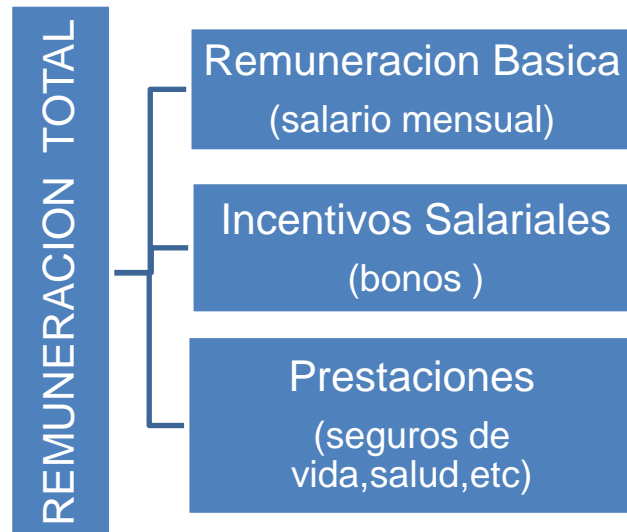 REMUNERACION TOTAL
Remuneracion Basica
(salario mensual)
Incentivos Salariales
(bonos )
Prestaciones
(seguros de
vida,salud,etc)